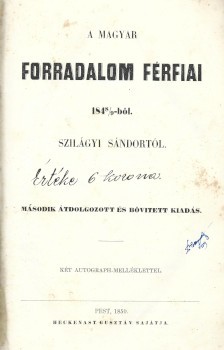 A MAGYAR
FORRADALOM FÉRFIAI
184⁸/₉-ből.
SZILÁGYI SÁNDORTÓL.
Értéke 6 korona
MÁSODIK ÁTDOLGOZOTT ÉS BŐVITETT KIADÁS.
KÉT AUTOGRAPH-MELLÉKLETTEL.
PEST, 1850.
HECKENAST GUSZTÁV SAJÁTJA.